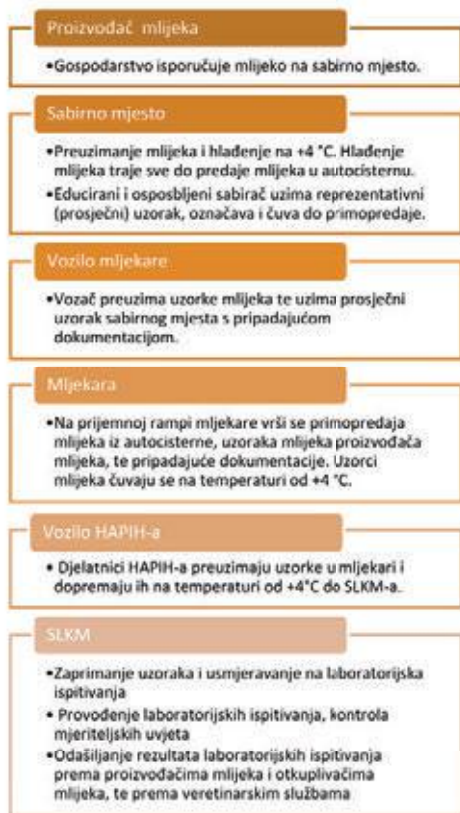 Proizvođač mlijeka
•Gospodarstvo isporučuje mlijeko na sabirno mjesto.
Sabirno mjesto
•Preuzimanje mlijeka i hlađenje na +4 °C. Hlađenje
mlijeka traje sve do predaje mlijeka u autocisternu.
•Educirani i osposbljeni sabirač uzima reprezentativni
(prosječni) uzorak, označava i čuva do primopredaje.
Vozilo mljekare
•Vozač preuzima uzorke mlijeka te uzima prosječni
uzorak sabirnog mjesta s pripadajućom
dokumentacijom.
Mljekara
•Na prijemnoj rampi mljekare vrši se primopredaja
mlijeka iz autocisterne, uzoraka mlijeka proizvođača
mlijeka, te pripadajuće dokumentacije. Uzorci
mlijeka čuvaju se na temperaturi od +4 °C.
Vozilo HAPIH-a
• Djelatnici HAPIH-a preuzimaju uzorke u mljekari i
dopremaju ih na temperaturi od +4°C do SLKM-a.
SLKM
•Zaprimanje uzoraka i usmjeravanje na laboratorijska
ispitivanja
• Provođenje laboratorijskih ispitivanja, kontrola
mjeriteljskih uvjeta
•Odašiljanje rezultata laboratorijskih ispitivanja
prema proizvođačima mlijeka i otkupljivačima
mlijeka, te prema veretinarskim službama